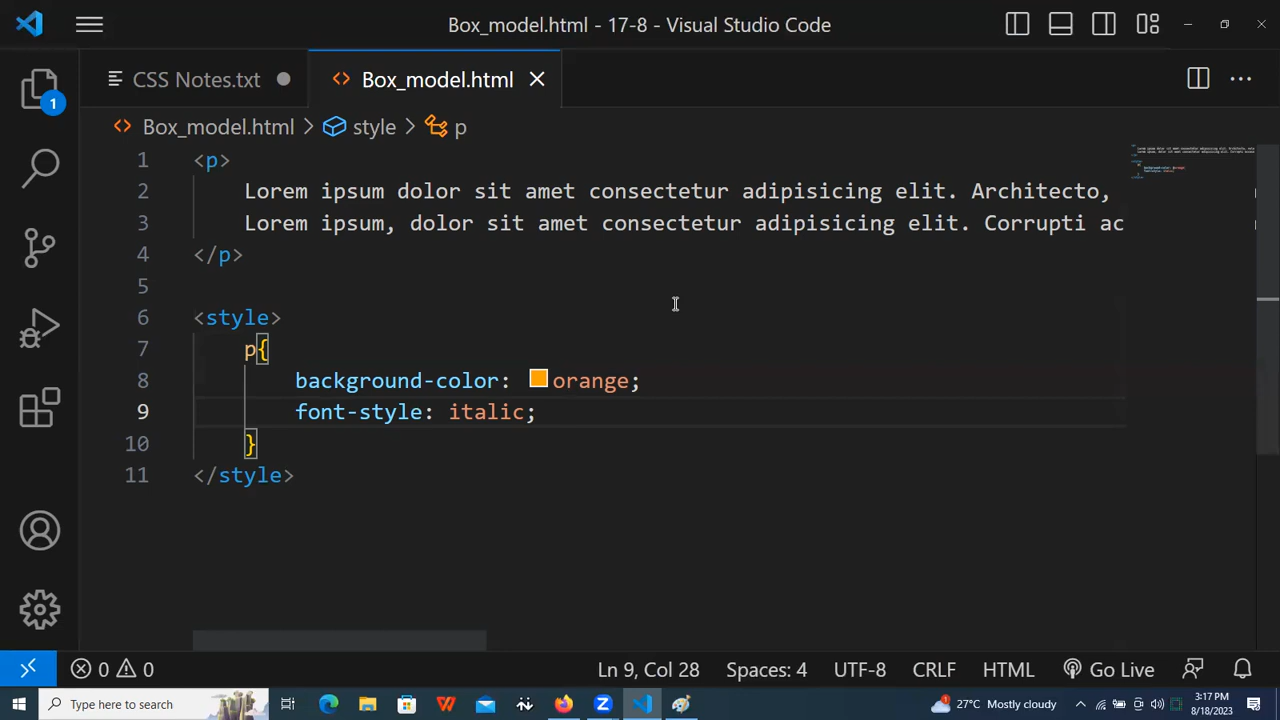 Box_model.html - 17-8 - Visual Studio Code
CSS Notes.txt
Box_model.html
Box_model.html > style > p
1 <p>
2 Lorem ipsum dolor sit amet consectetur adipisicing elit. Architecto,
3 Lorem ipsum, dolor sit amet consectetur adipisicing elit. Corrupti ac
4 </p>
5
6 <style>
7 p{
8 background-color: orange;
9 font-style: italic;
10 }
11 </style>
1
0 0
Ln 9, Col 28 Spaces: 4 UTF-8 CRLF HTML Go Live
Type here to search
27°C Mostly cloudy
3:17 PM
8/18/2023